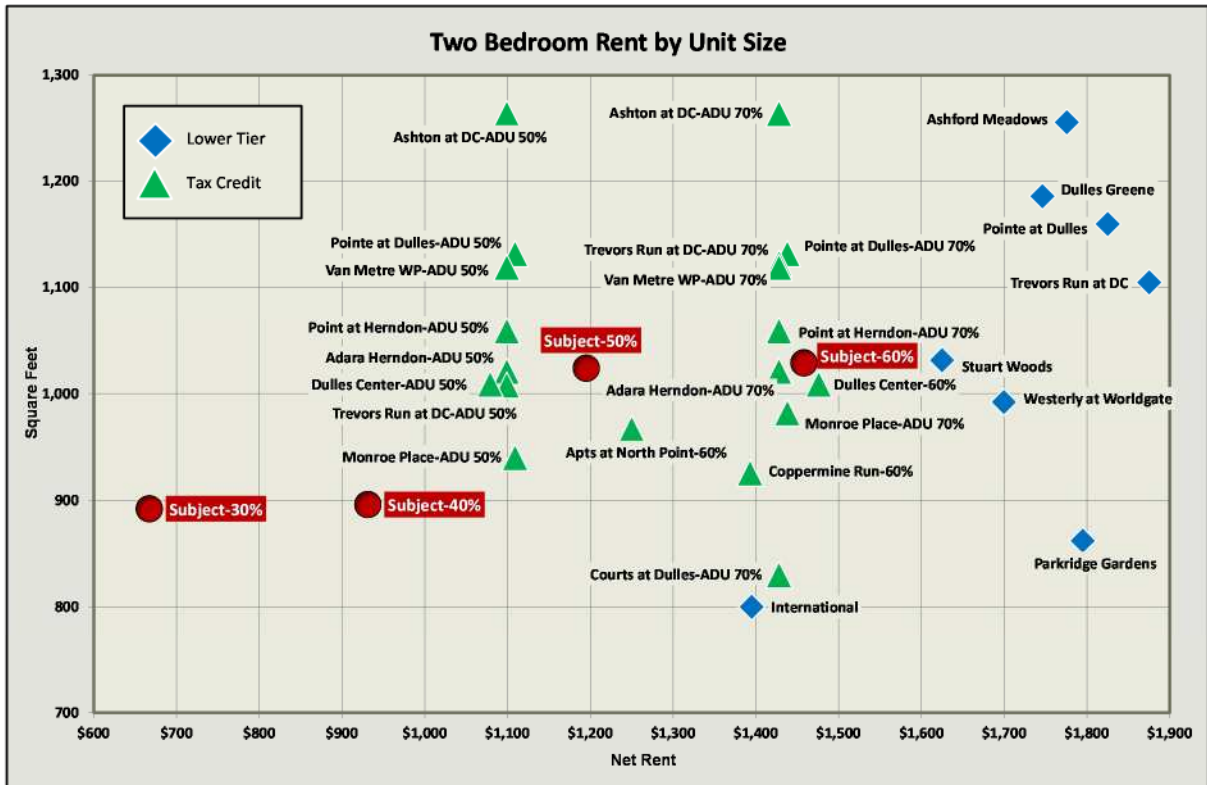 Two Bedroom Rent by Unit Size
1,300
1,200
1,100
1,000
900
800
700
Square Feet
Lower Tier
Tax Credit
Ashton at DC-ADU 50%
Ashton at DC-ADU 70%
Ashford Meadows
Dulles Greene
Pointe at Dulles
Pointe at Dulles-ADU 50%
Trevors Run at DC-ADU 70%
Pointe at Dulles-ADU 70%
Van Metre WP-ADU 50%
Van Metre WP-ADU 70%
Trevors Run at DC
Point at Herndon-ADU 50%
Subject-50%
Point at Herndon-ADU 70%
Adara Herndon-ADU 50%
Subject-60%
Stuart Woods
Dulles Center-ADU 50%
Adara Herndon-ADU 70%
Dulles Center-60%
Westerly at Worldgate
Trevors Run at DC-ADU 50%
Monroe Place-ADU 70%
Apts at North Point-60%
Monroe Place-ADU 50%
Coppermine Run-60%
Subject-30%
Subject-40%
Parkridge Gardens
Courts at Dulles-ADU 70%
International
$600
$700
$800
$900
$1,000
$1,100
$1,200
$1,300
$1,400
$1,500
$1,600
$1,700
$1,800
$1,900
Net Rent